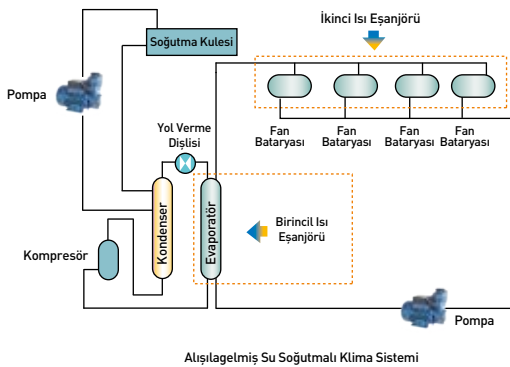 İkinci Isı Eşanjörü
Soğutma Kulesi
Pompa
Yol Verme
Dişlisi
Fan
Bataryası
Fan
Bataryası
Fan
Bataryası
Fan
Bataryası
Kondenser
Evaporatör
Birincil Isı
Eşanjörü
Kompresör
Pompa
Alışılagelmiş Su Soğutmalı Klima Sistemi